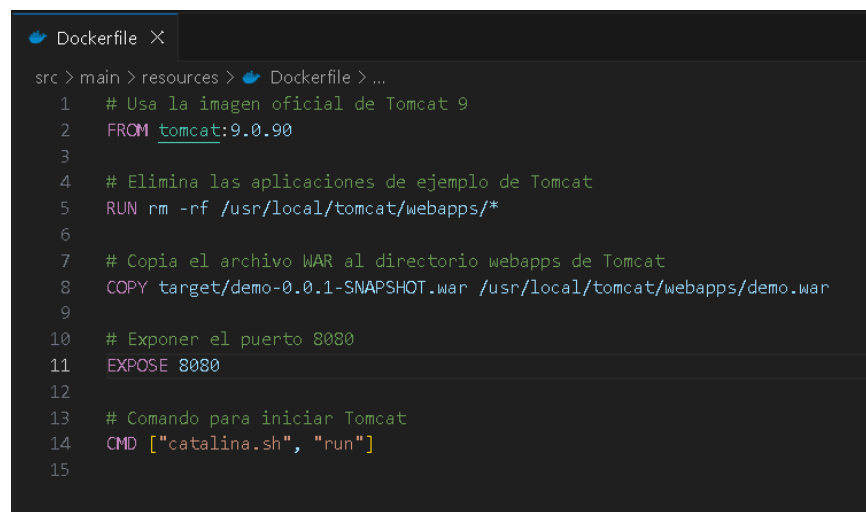 Dockerfile ×
src > main > resources > Dockerfile > ...
1 # Usa la imagen oficial de Tomcat 9
2 FROM tomcat:9.0.90
3
4 # Elimina las aplicaciones de ejemplo de Tomcat
5 RUN rm -rf /usr/local/tomcat/webapps/*
6
7 # Copia el archivo WAR al directorio webapps de Tomcat
8 COPY target/demo-0.0.1-SNAPSHOT.war /usr/local/tomcat/webapps/demo.war
9
10 # Exponer el puerto 8080
11 EXPOSE 8080
12
13 # Comando para iniciar Tomcat
14 CMD ["catalina.sh", "run"]
15